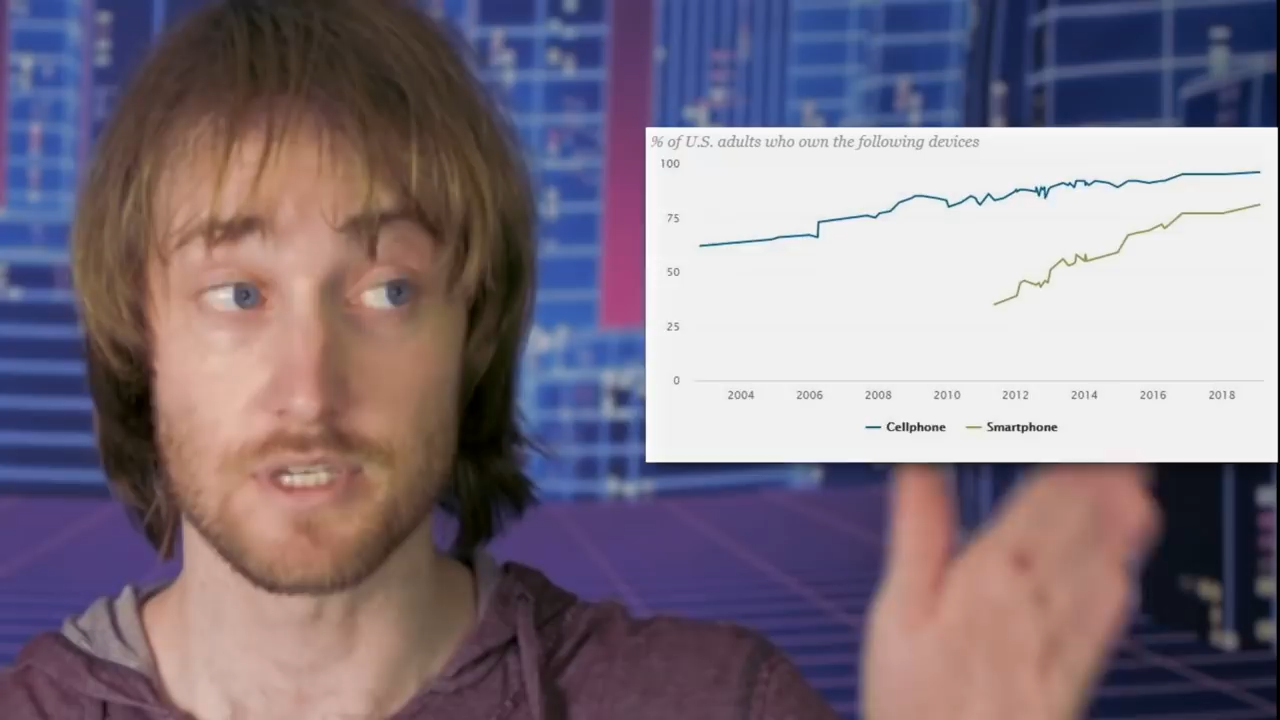 % of U.S. adults who own the following devices
100
75
50
25
0
2004 2006 2008 2010 2012 2014 2016 2018
Cellphone Smartphone